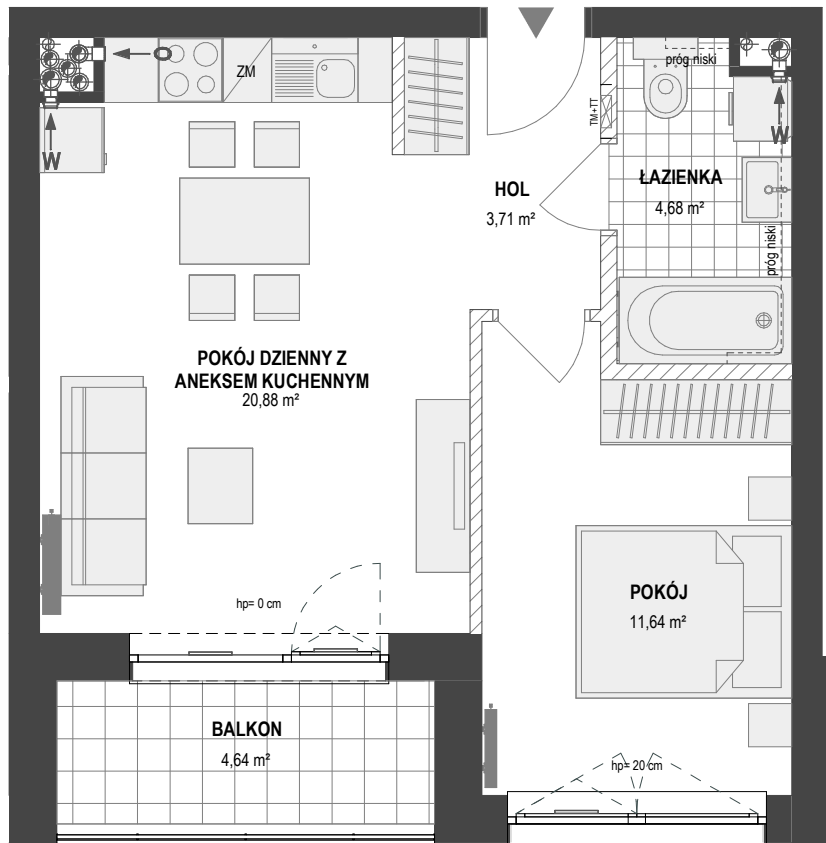 próg niski
ZM
TM+TT
W
W
HOL
3,71 m²
ŁAZIENKA
4,68 m²
próg niski
POKÓJ DZIENNY Z
ANEKSEM KUCHENNYM
20,88 m²
hp= 0 cm
POKÓJ
11,64 m²
BALKON
4,64 m²
hp= 20 cm